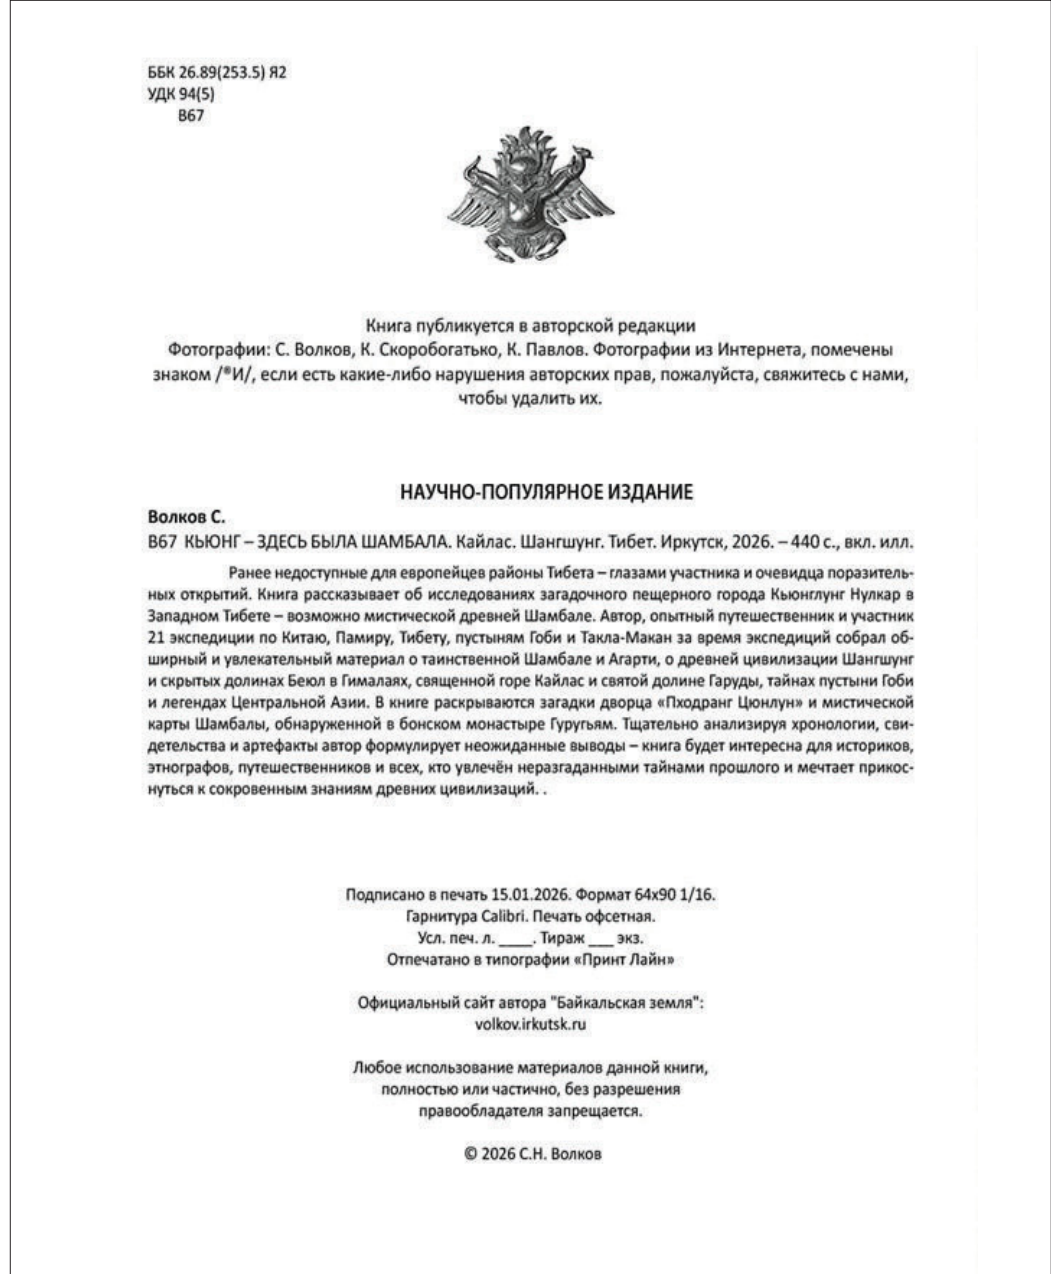 ББК 26.89(253.5) Я2
УДК 94(5)
В67
Книга публикуется в авторской редакции
Фотографии: С. Волков, К. Скоробогатько, К. Павлов. Фотографии из Интернета, помечены
знаком /®И/, если есть какие-либо нарушения авторских прав, пожалуйста, свяжитесь с нами,
чтобы удалить их.
НАУЧНО-ПОПУЛЯРНОЕ ИЗДАНИЕ
Волков С.
В67 КЬЮНГ – ЗДЕСЬ БЫЛА ШАМБАЛА. Кайлас. Шангшунг. Тибет. Иркутск, 2026. – 440 с., вкл. илл.
Ранее недоступные для европейцев районы Тибета – глазами участника и очевидца поразитель-
ных открытий. Книга рассказывает об исследованиях загадочного пещерного города Кьюнглунг Нулкар в
Западном Тибете – возможно мистической древней Шамбале. Автор, опытный путешественник и участник
21 экспедиции по Китаю, Памиру, Тибету, пустыням Гоби и Такла-Макан за время экспедиций собрал об-
ширный и увлекательный материал о таинственной Шамбале и Агарти, о древней цивилизации Шангшунг
и скрытых долинах Беюл в Гималаях, священной горе Кайлас и святой долине Гаруды, тайнах пустыни Гоби
и легендах Центральной Азии. В книге раскрываются загадки дворца «Пходранг Цюнлун» и мистической
карты Шамбалы, обнаруженной в бонском монастыре Гуругьям. Тщательно анализируя хронологии, сви-
детельства и артефакты автор формулирует неожиданные выводы – книга будет интересна для историков,
этнографов, путешественников и всех, кто увлечён неразгаданными тайнами прошлого и мечтает прикос-
нуться к сокровенным знаниям древних цивилизаций. .
Подписано в печать 15.01.2026. Формат 64х90 1/16.
Гарнитура Calibri. Печать офсетная.
Усл. печ. л. ____. Тираж ___ экз.
Отпечатано в типографии «Принт Лайн»
Официальный сайт автора "Байкальская земля":
volkov.irkutsk.ru
Любое использование материалов данной книги,
полностью или частично, без разрешения
правообладателя запрещается.
© 2026 С.Н. Волков